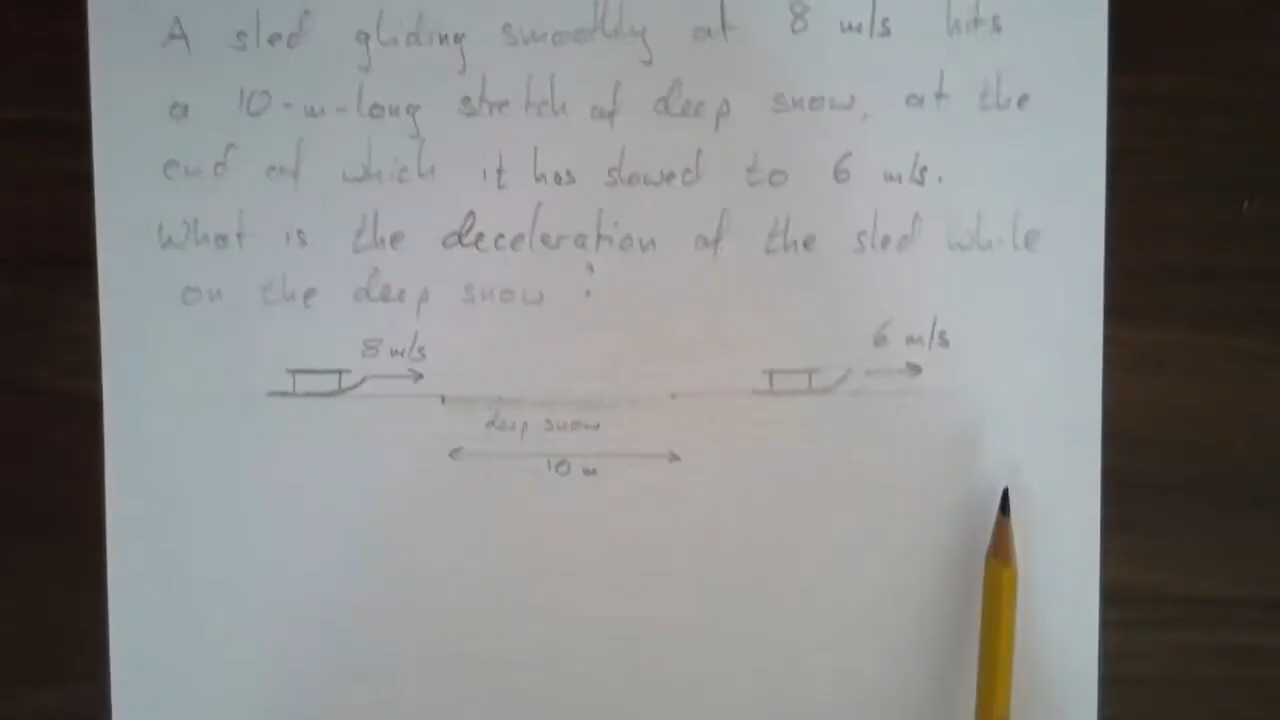 A sled gliding smoothly at 8 m/s hits
a 10-m-long stretch of deep snow, at the
end of which it has slowed to 6 m/s.
What is the deceleration of the sled while
on the deep snow?
8 m/s
6 m/s
deep snow
10 m